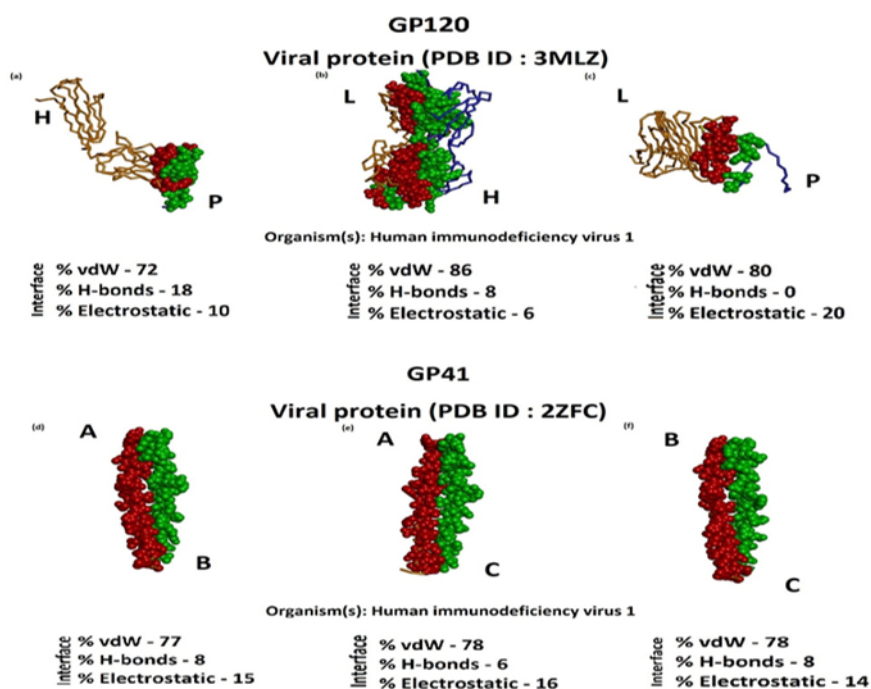 GP120
Viral protein (PDB ID : 3MLZ)
(a)
(b)
(c)
H
P
L
H
L
P
Organism(s): Human immunodeficiency virus 1
Interface
% vdW - 72
% H-bonds - 18
% Electrostatic - 10
Interface
% vdW - 86
% H-bonds - 8
% Electrostatic - 6
Interface
% vdW - 80
% H-bonds - 0
% Electrostatic - 20
GP41
Viral protein (PDB ID : 2ZFC)
(d)
(e)
(f)
A
B
A
C
B
C
Organism(s): Human immunodeficiency virus 1
Interface
% vdW - 77
% H-bonds - 8
% Electrostatic - 15
Interface
% vdW - 78
% H-bonds - 6
% Electrostatic - 16
Interface
% vdW - 78
% H-bonds - 8
% Electrostatic - 14